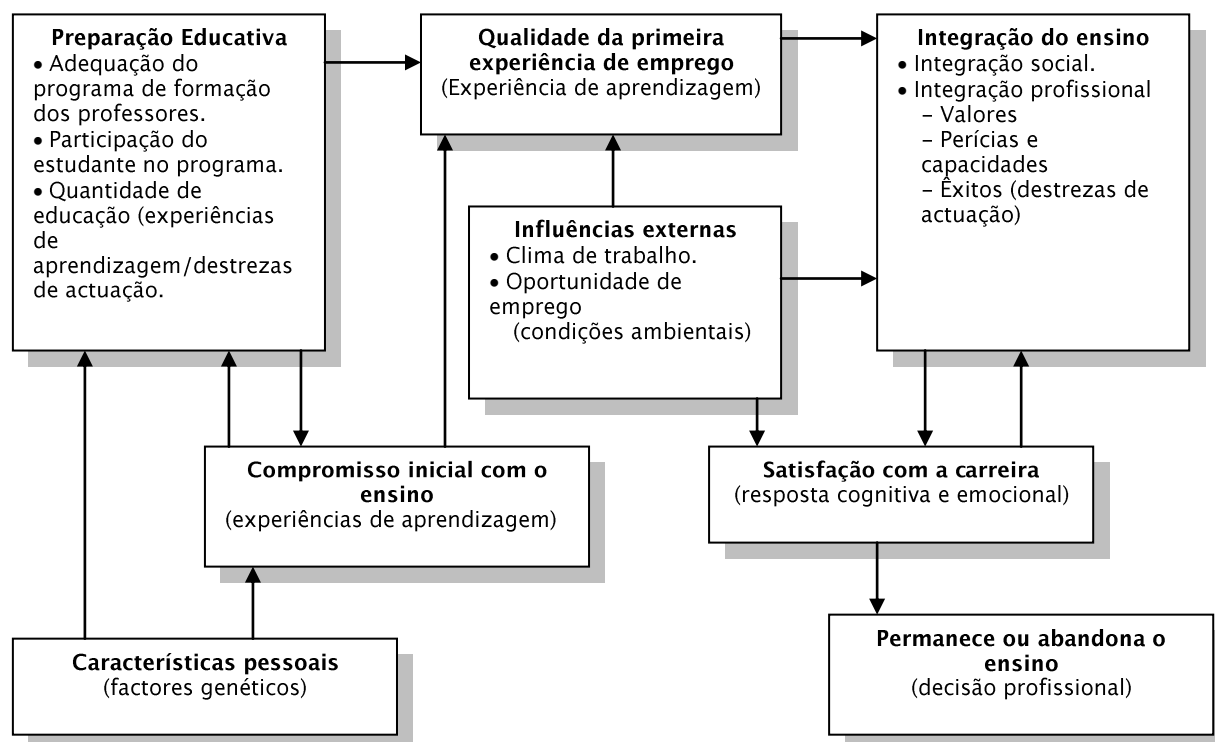 Preparação Educativa
• Adequação do
programa de formação
dos professores.
• Participação do
estudante no programa.
• Quantidade de
educação (experiências
de
aprendizagem/destrezas
de actuação.
Qualidade da primeira
experiência de emprego
(Experiência de aprendizagem)
Integração do ensino
• Integração social.
• Integração profissional
– Valores
– Perícias e
capacidades
– Êxitos (destrezas de
actuação)
Influências externas
• Clima de trabalho.
• Oportunidade de
emprego
(condições ambientais)
Compromisso inicial com o
ensino
(experiências de aprendizagem)
Satisfação com a carreira
(resposta cognitiva e emocional)
Características pessoais
(factores genéticos)
Permanece ou abandona o
ensino
(decisão profissional)